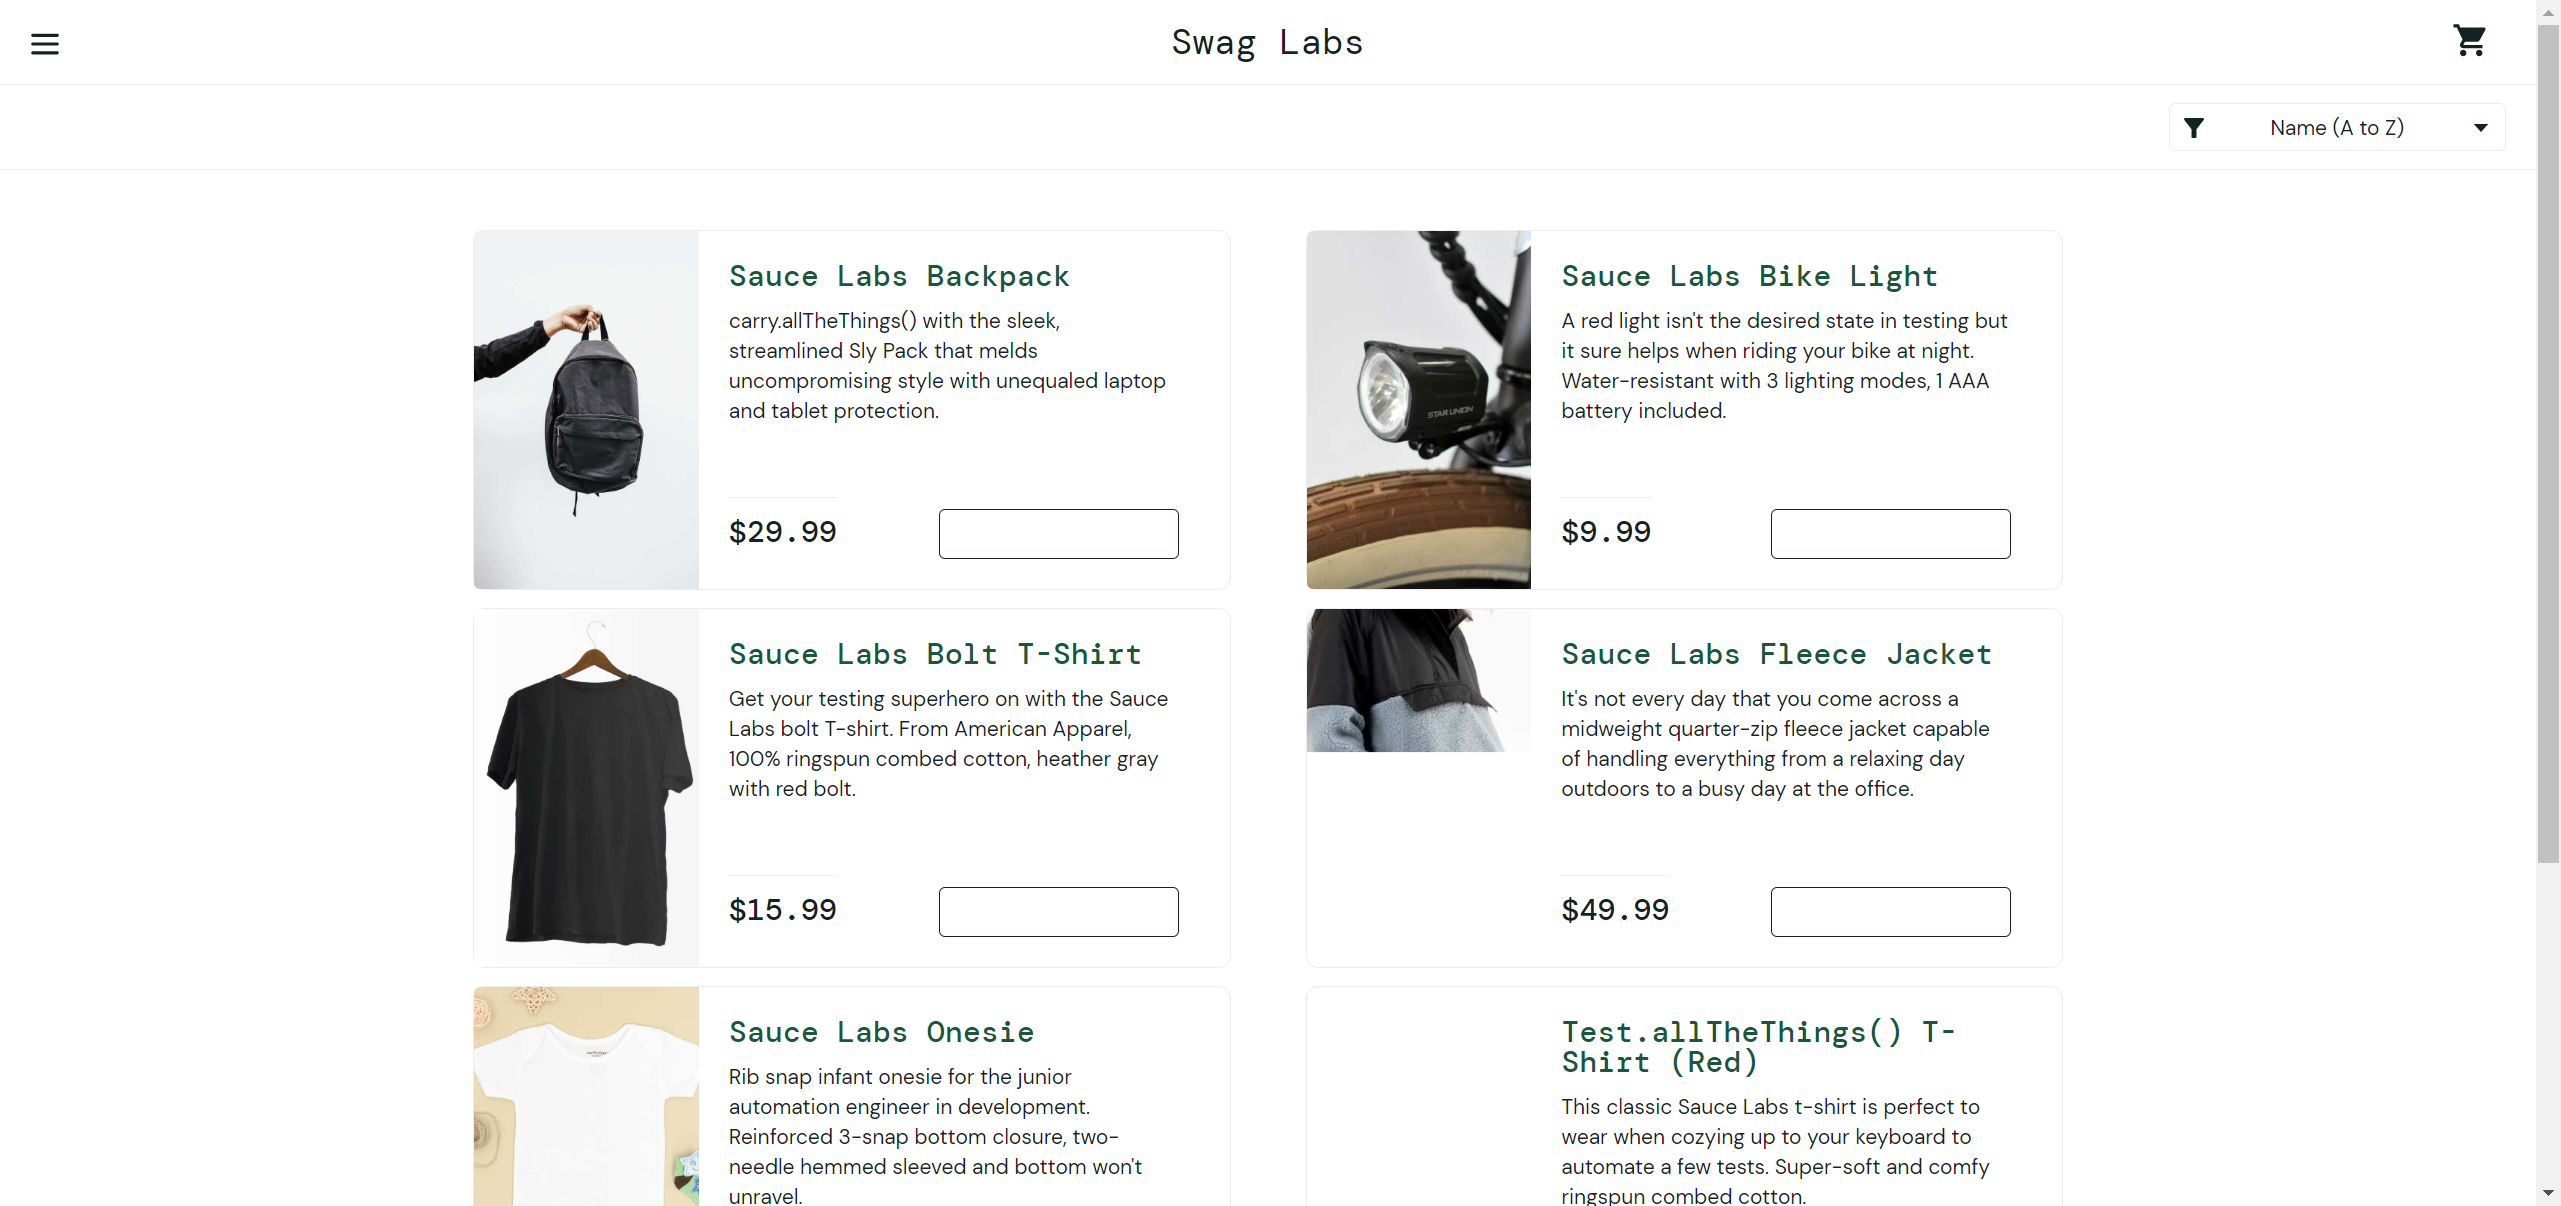 Swag Labs
Name (A to Z)
Sauce Labs Backpack
carry.allTheThings() with the sleek,
streamlined Sly Pack that melds
uncompromising style with unequaled laptop
and tablet protection.
$29.99
STAR UNION
Sauce Labs Bike Light
A red light isn't the desired state in testing but
it sure helps when riding your bike at night.
Water-resistant with 3 lighting modes, 1 AAA
battery included.
$9.99
Sauce Labs Bolt T-Shirt
Get your testing superhero on with the Sauce
Labs bolt T-shirt. From American Apparel,
100% ringspun combed cotton, heather gray
with red bolt.
$15.99
Sauce Labs Fleece Jacket
It's not every day that you come across a
midweight quarter-zip fleece jacket capable
of handling everything from a relaxing day
outdoors to a busy day at the office.
$49.99
Sauce Labs Onesie
Rib snap infant onesie for the junior
automation engineer in development.
Reinforced 3-snap bottom closure, two-
needle hemmed sleeved and bottom won't
unravel.
Test.allTheThings() T-
Shirt (Red)
This classic Sauce Labs t-shirt is perfect to
wear when cozying up to your keyboard to
automate a few tests. Super-soft and comfy
ringspun combed cotton.